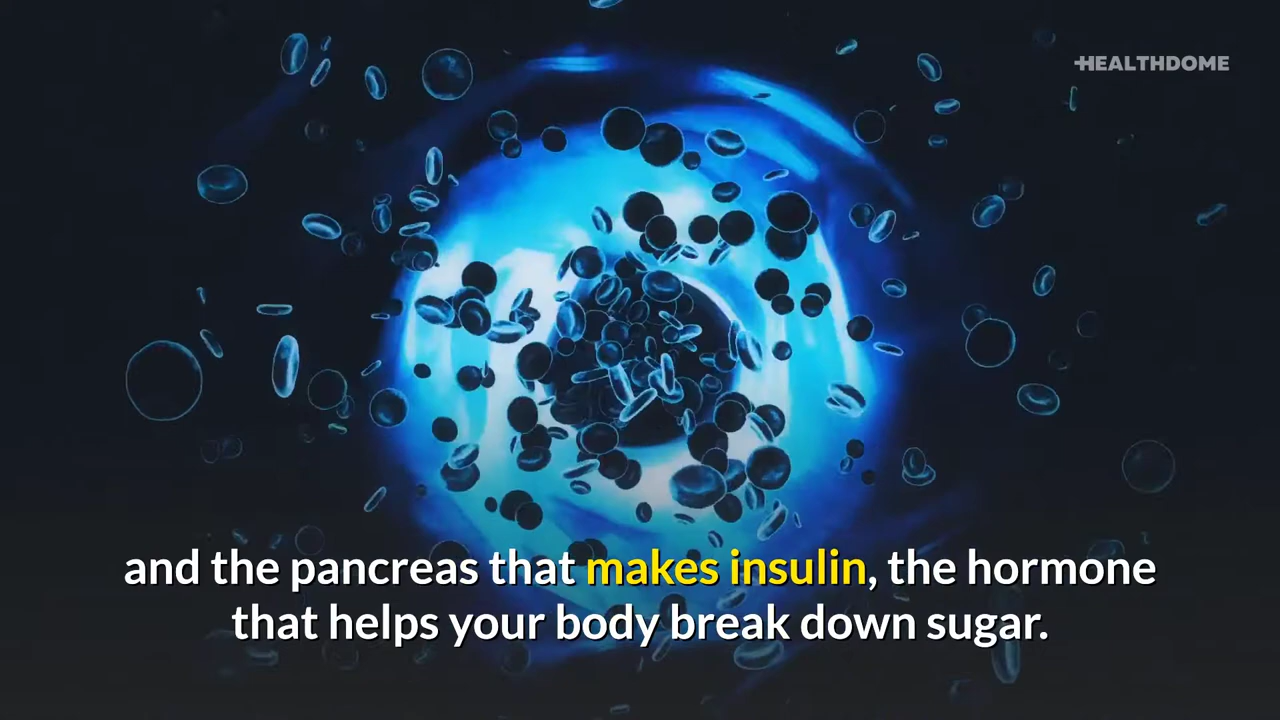 HEALTHDOME
and the pancreas that makes insulin, the hormone
that helps your body break down sugar.